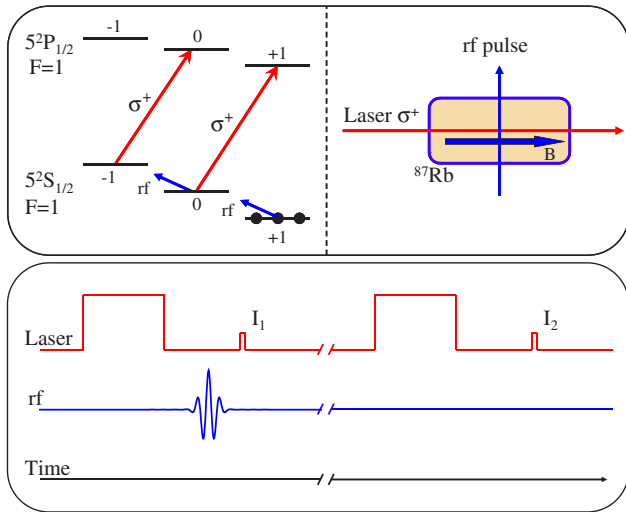 -1
5²P₁/₂
F=1
0
+1
σ⁺
σ⁺
5²S₁/₂
F=1
-1
rf
0
rf
+1
rf pulse
Laser σ⁺
B
⁸⁷Rb
Laser
I₁
I₂
rf
Time